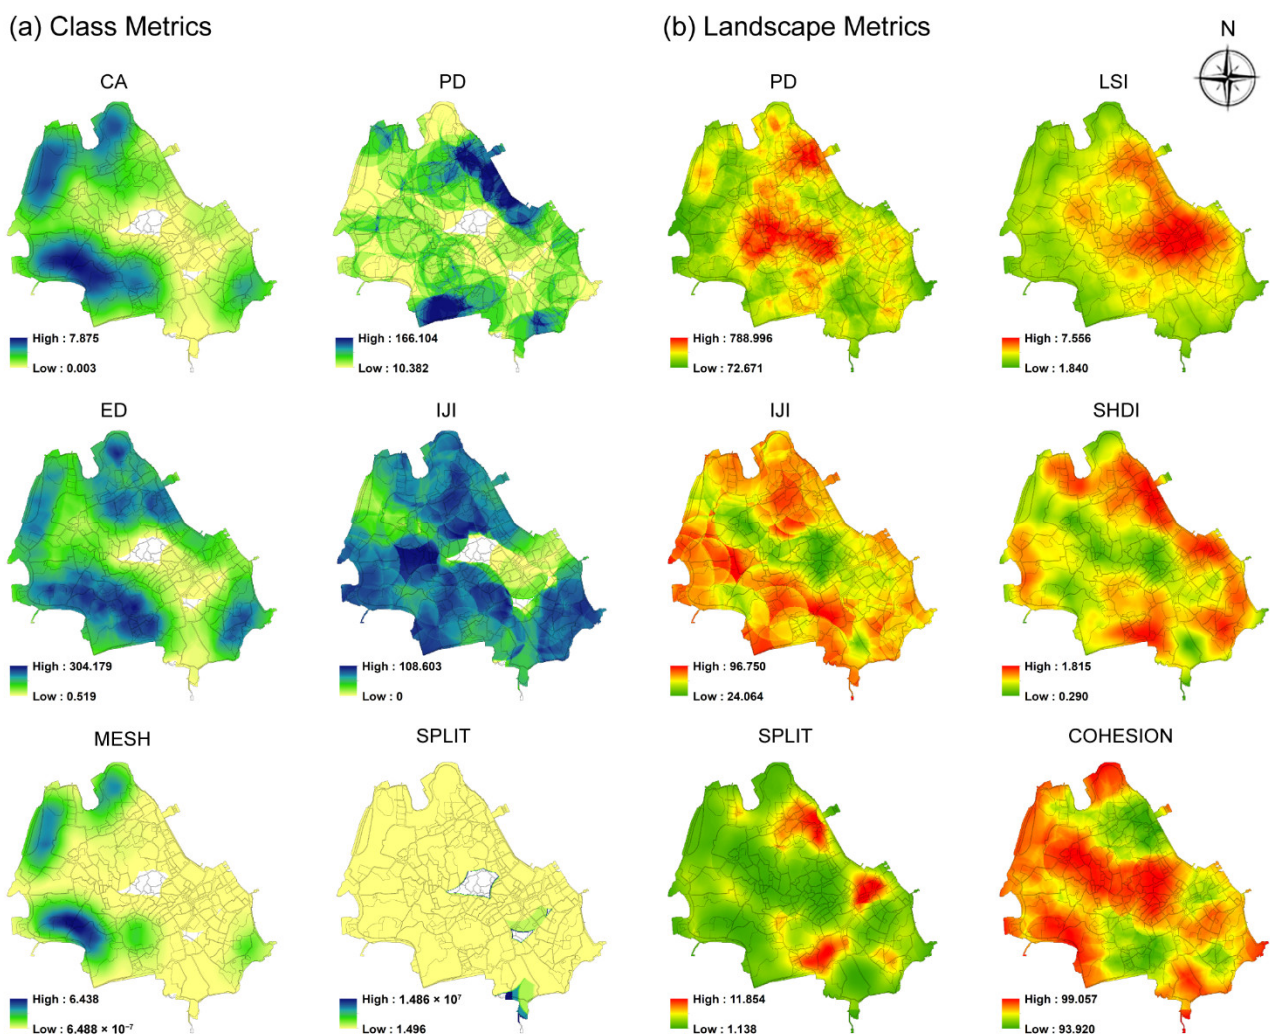 (a) Class Metrics
(b) Landscape Metrics
N
CA
PD
PD
LSI
High : 7.875
Low : 0.003
High : 166.104
Low : 10.382
High : 788.996
Low : 72.671
High : 7.556
Low : 1.840
ED
IJI
IJI
SHDI
High : 304.179
Low : 0.519
High : 108.603
Low : 0
High : 96.750
Low : 24.064
High : 1.815
Low : 0.290
MESH
SPLIT
SPLIT
COHESION
High : 6.438
Low : 6.488 × 10⁻⁷
High : 1.486 × 10⁷
Low : 1.496
High : 11.854
Low : 1.138
High : 99.057
Low : 93.920